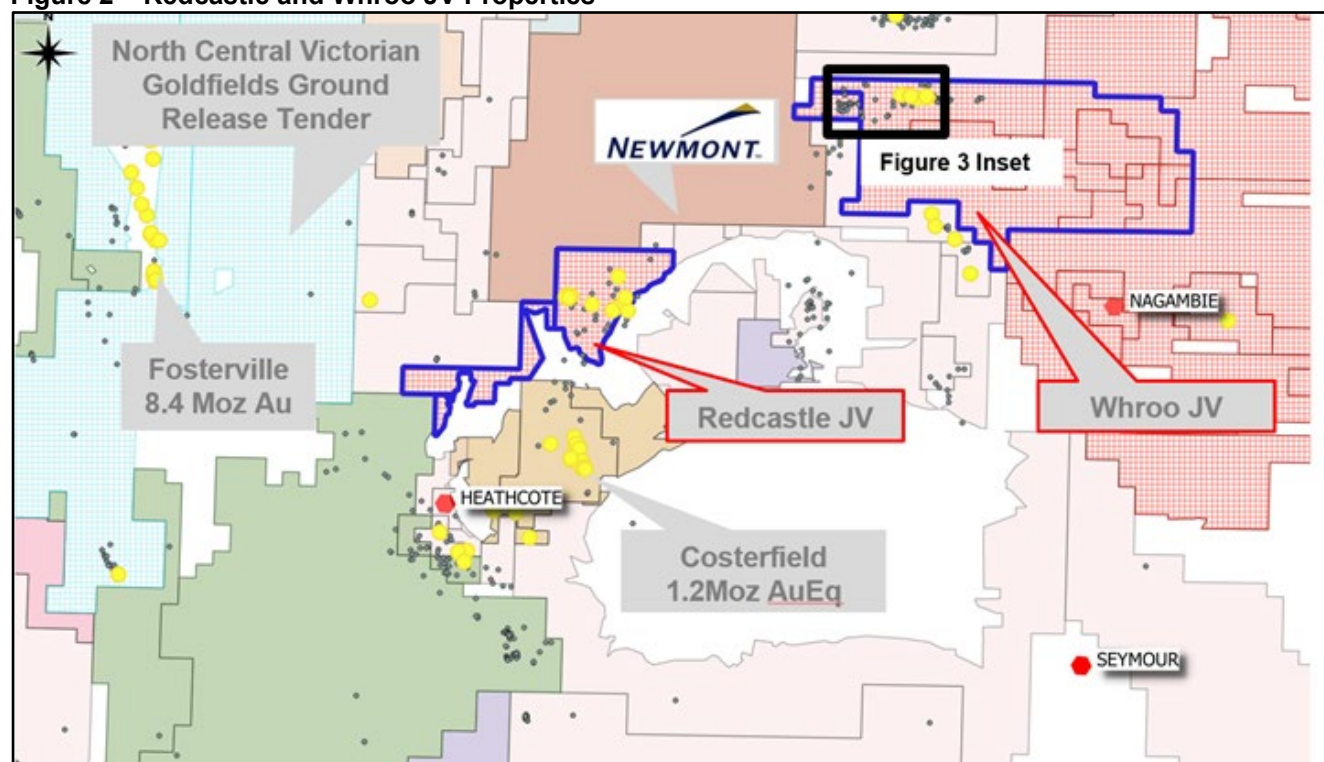 Figure 2 – Redcastle and Whroo JV Properties
N
North Central Victorian
Goldfields Ground
Release Tender
NEWMONT™
Figure 3 Inset
NAGAMBIE
Fosterville
8.4 Moz Au
Redcastle JV
Whroo JV
HEATHCOTE
Costerfield
1.2Moz AuEq
SEYMOUR